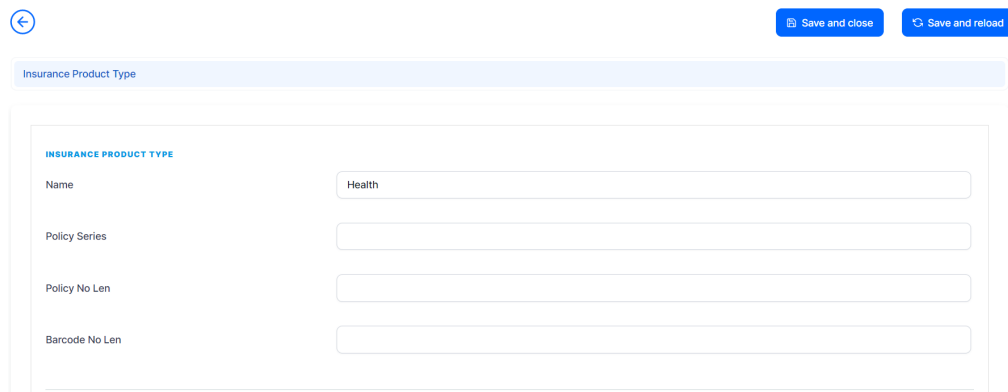 Save and close
Save and reload
Insurance Product Type
INSURANCE PRODUCT TYPE
Name
Health
Policy Series
Policy No Len
Barcode No Len